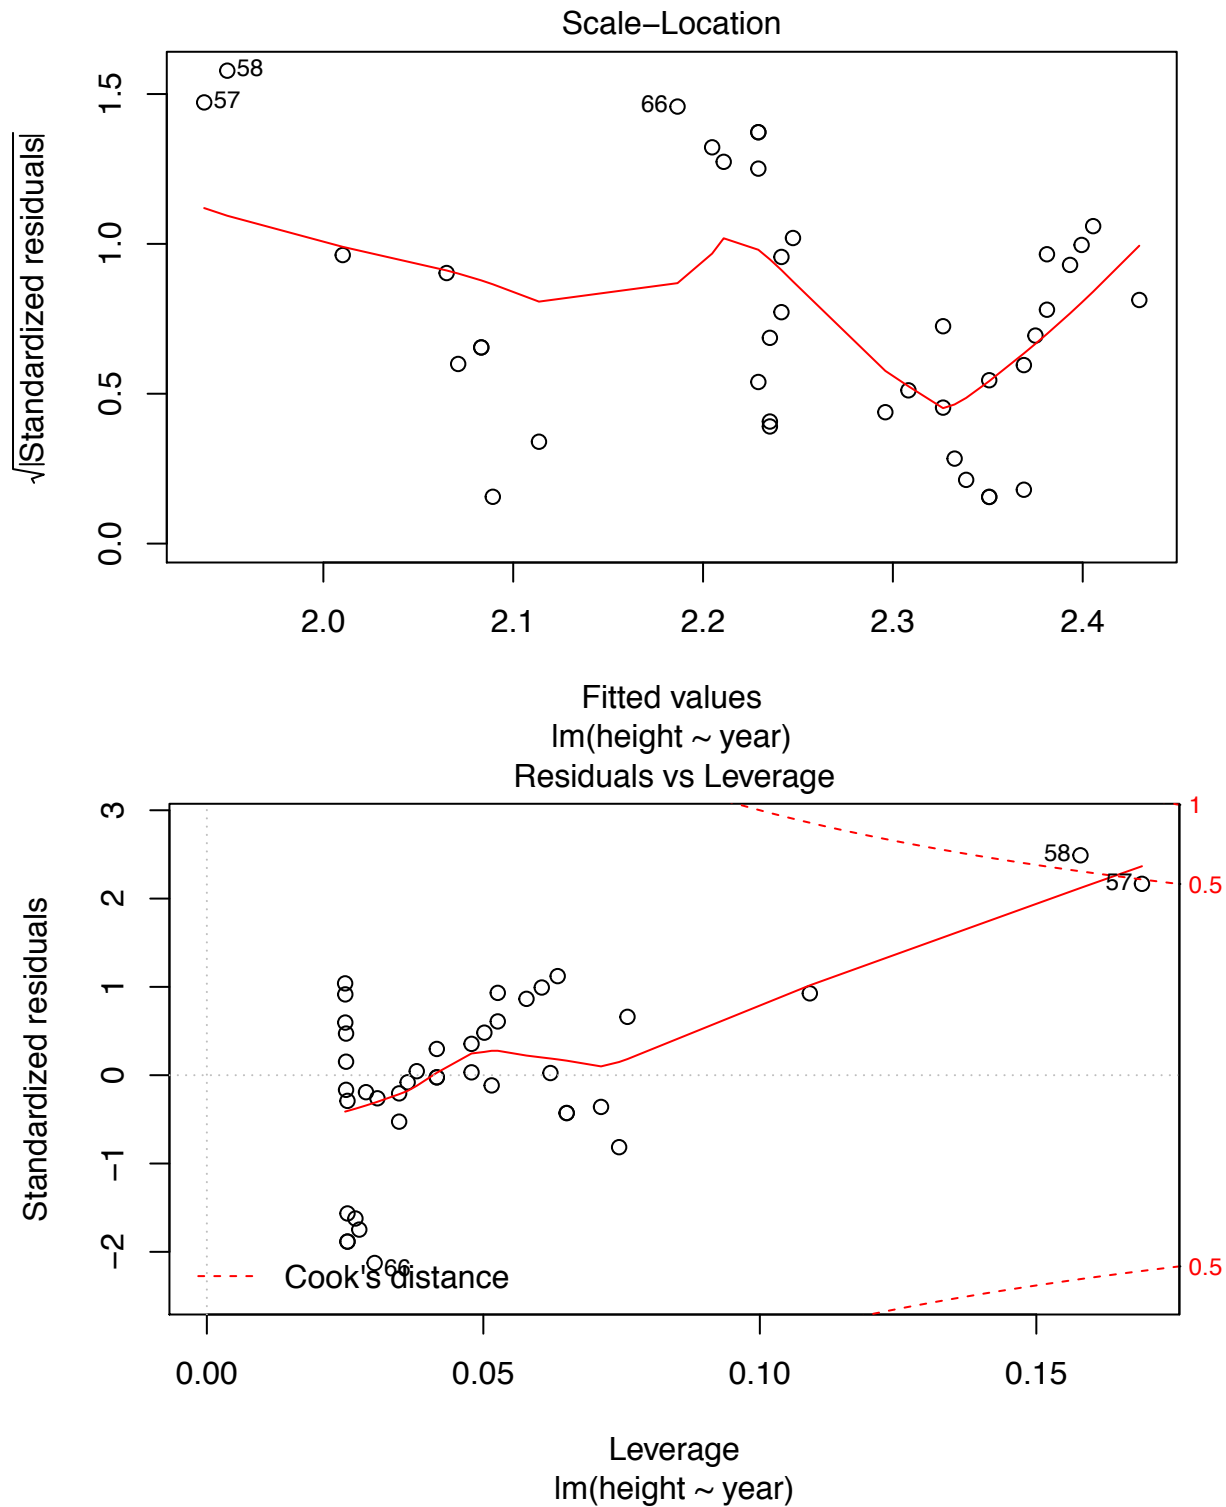 Scale−Location
58
57
66
√|Standardized residuals|
1.5
1.0
0.5
0.0
2.0 2.1 2.2 2.3 2.4
Fitted values
lm(height ~ year)
Residuals vs Leverage
3
2
1
0
−1
−2
Standardized residuals
1
58
57
0.5
66
Cook's distance
0.5
0.00 0.05 0.10 0.15
Leverage
lm(height ~ year)